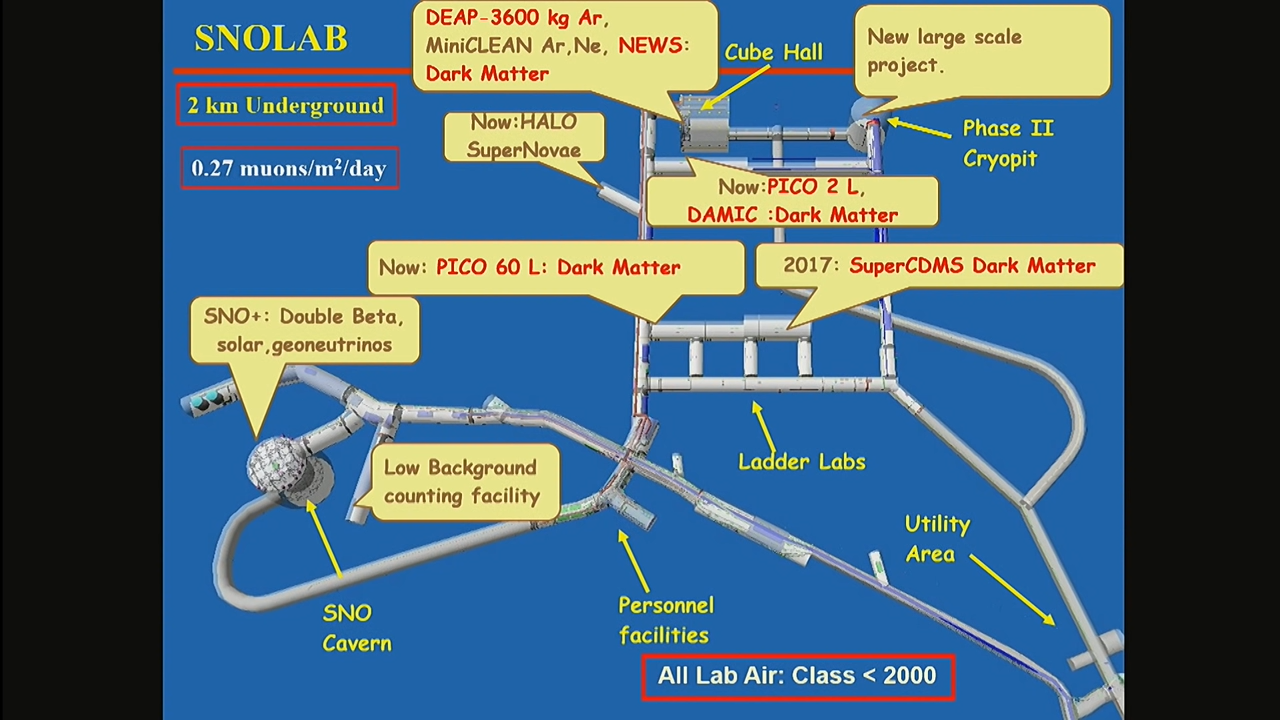 SNOLAB
DEAP-3600 kg Ar,
MiniCLEAN Ar,Ne, NEWS:
Dark Matter
Cube Hall
New large scale
project.
2 km Underground
Now:HALO
SuperNovae
Phase II
Cryopit
0.27 muons/m²/day
Now:PICO 2 L,
DAMIC :Dark Matter
Now: PICO 60 L: Dark Matter
2017: SuperCDMS Dark Matter
SNO+: Double Beta,
solar,geoneutrinos
Ladder Labs
Low Background
counting facility
Utility
Area
SNO
Cavern
Personnel
facilities
All Lab Air: Class < 2000